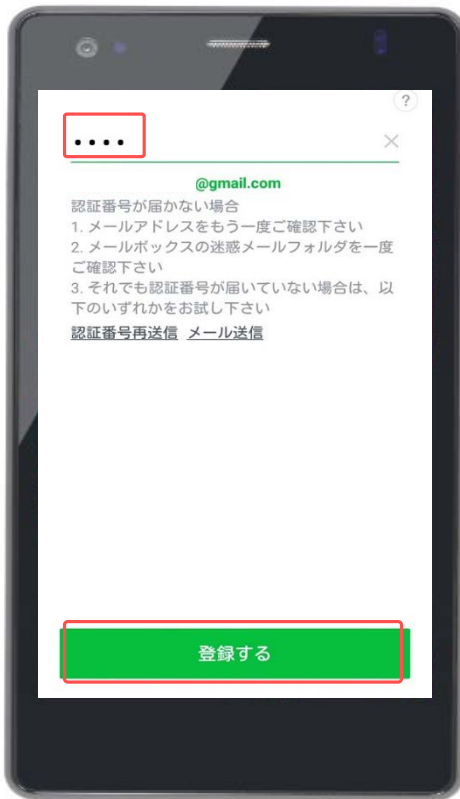 ?
••••
×
@gmail.com
認証番号が届かない場合
1. メールアドレスをもう一度ご確認下さい
2. メールボックスの迷惑メールフォルダを一度
ご確認下さい
3. それでも認証番号が届いていない場合は、以
下のいずれかをお試し下さい
認証番号再送信 メール送信
登録する